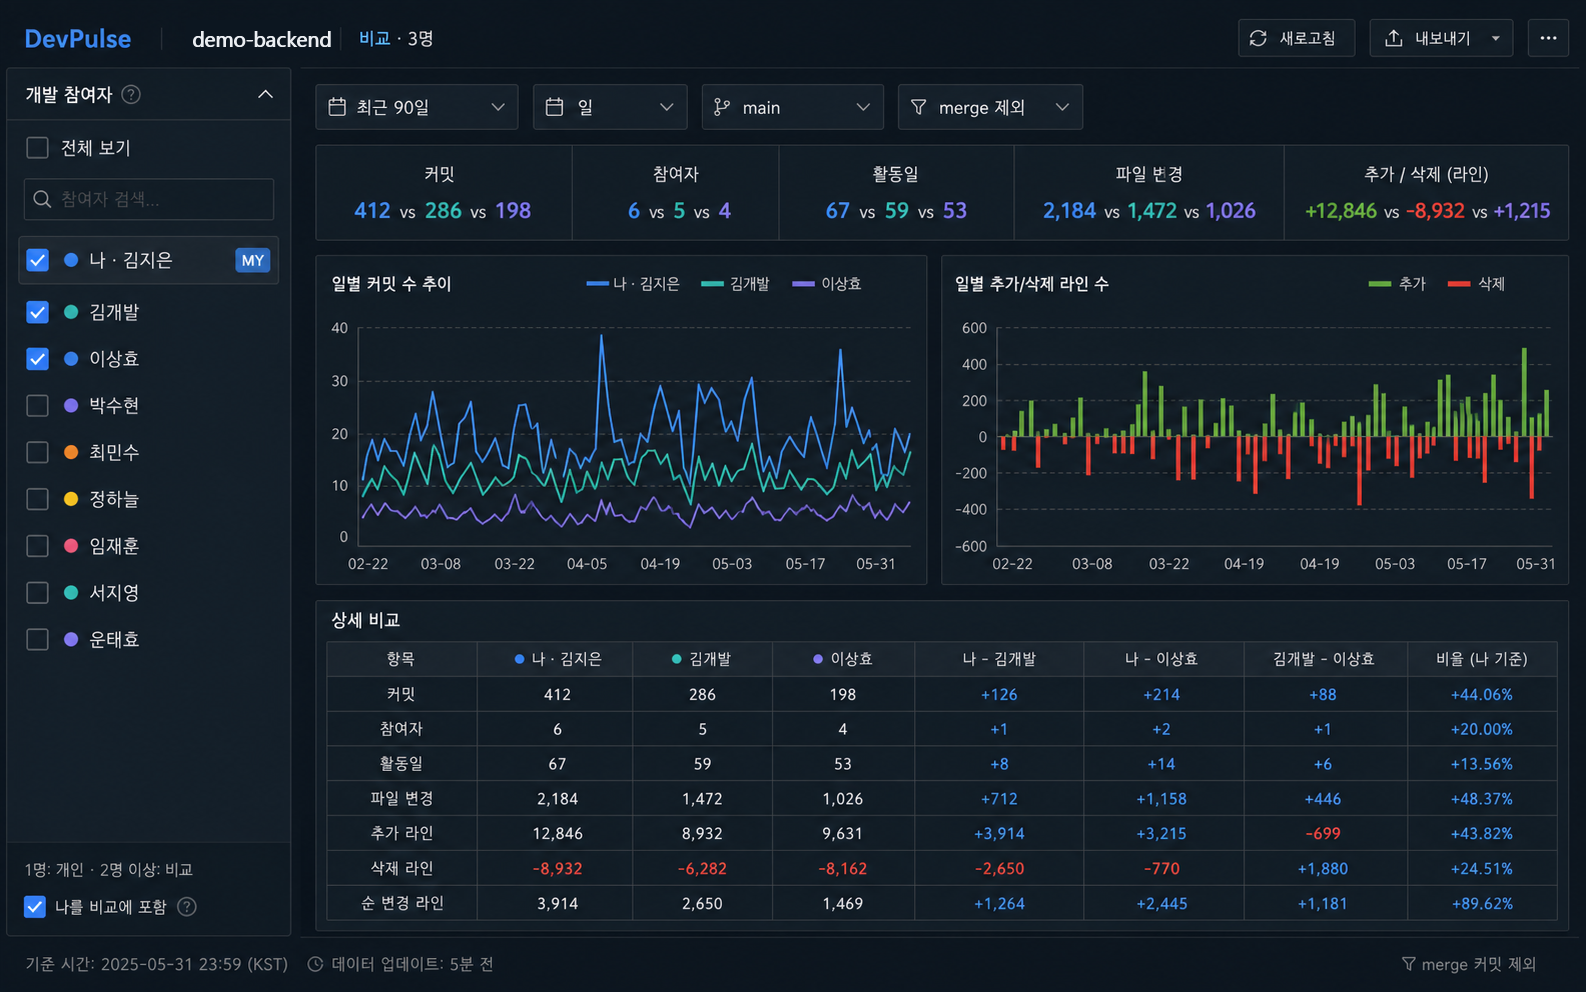 DevPulse demo-backend 비교 · 3명 새로고침 내보내기 ...
개발 참여자 ?
전체 보기
참여자 검색...
나 · 김지은 MY
김개발
이상효
박수현
최민수
정하늘
임재훈
서지영
운태효
1명: 개인 · 2명 이상: 비교
나를 비교에 포함 ?
최근 90일 일 main merge 제외
커밋 참여자 활동일 파일 변경 추가 / 삭제 (라인)
412 vs 286 vs 198 6 vs 5 vs 4 67 vs 59 vs 53 2,184 vs 1,472 vs 1,026 +12,846 vs -8,932 vs +1,215
일별 커밋 수 추이 나 · 김지은 김개발 이상효
40
30
20
10
0
02-22 03-08 03-22 04-05 04-19 05-03 05-17 05-31
일별 추가/삭제 라인 수 추가 삭제
600
400
200
0
-200
-400
-600
02-22 03-08 03-22 04-19 04-19 05-03 05-17 05-31
상세 비교
항목 나 · 김지은 김개발 이상효 나 - 김개발 나 - 이상효 김개발 - 이상효 비율 (나 기준)
커밋 412 286 198 +126 +214 +88 +44.06%
참여자 6 5 4 +1 +2 +1 +20.00%
활동일 67 59 53 +8 +14 +6 +13.56%
파일 변경 2,184 1,472 1,026 +712 +1,158 +446 +48.37%
추가 라인 12,846 8,932 9,631 +3,914 +3,215 -699 +43.82%
삭제 라인 -8,932 -6,282 -8,162 -2,650 -770 +1,880 +24.51%
순 변경 라인 3,914 2,650 1,469 +1,264 +2,445 +1,181 +89.62%
기준 시간: 2025-05-31 23:59 (KST) 데이터 업데이트: 5분 전 merge 커밋 제외